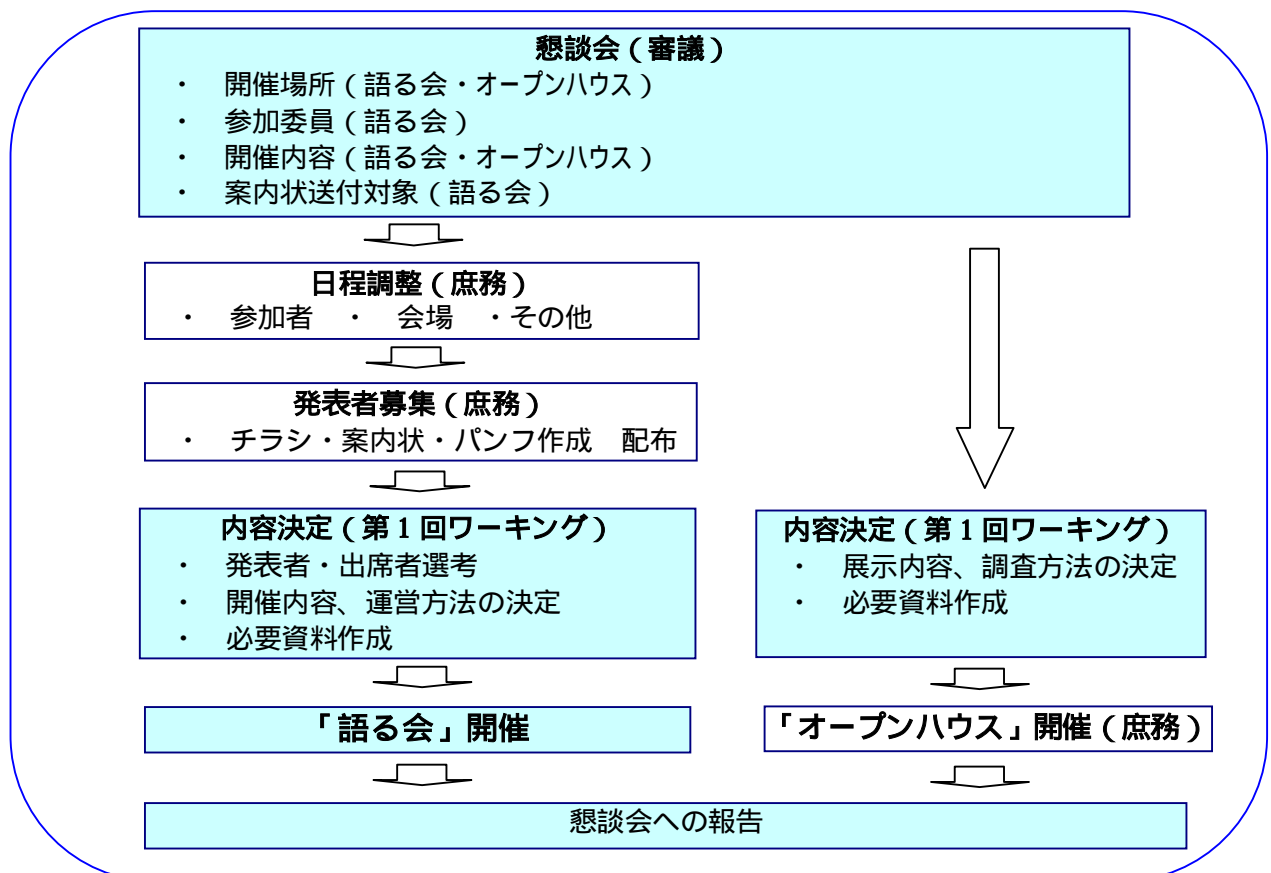 懇談会（審議）
・　開催場所（語る会・オープンハウス）
・　参加委員（語る会）
・　開催内容（語る会・オープンハウス）
・　案内状送付対象（語る会）
日程調整（庶務）
・　参加者　・　会場　・その他
発表者募集（庶務）
・　チラシ・案内状・パンフ作成　配布
内容決定（第１回ワーキング）
・　発表者・出席者選考
・　開催内容、運営方法の決定
・　必要資料作成
内容決定（第１回ワーキング）
・　展示内容、調査方法の決定
・　必要資料作成
「語る会」開催
「オープンハウス」開催（庶務）
懇談会への報告